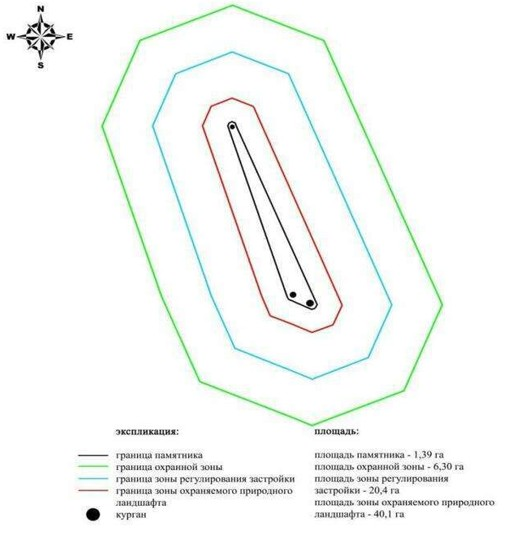 N
W E
S
экспликация:
граница памятника
граница охранной зоны
граница зоны регулирования застройки
граница зоны охраняемого природного
ландшафта
курган
площадь:
площадь памятника - 1,39 га
площадь охранной зоны - 6,30 га
площадь зоны регулирования
застройки - 20,4 га
площадь зоны охраняемого природного
ландшафта - 40,1 га